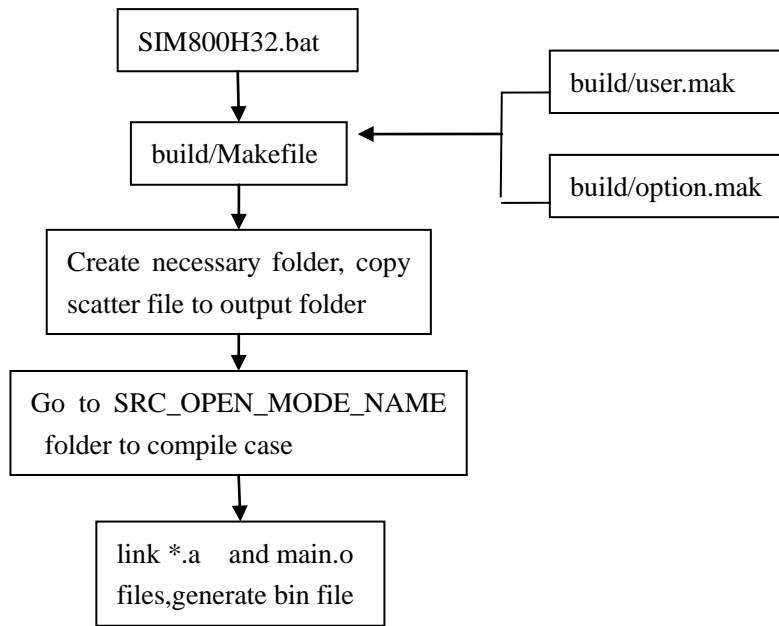 SIM800H32.bat
build/user.mak
build/Makefile
build/option.mak
Create necessary folder, copy
scatter file to output folder
Go to SRC_OPEN_MODE_NAME
folder to compile case
link *.a and main.o
files,generate bin file